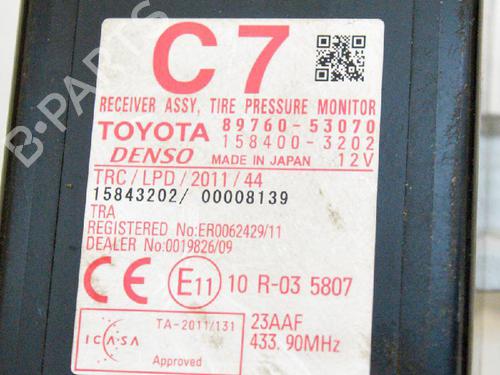 C7
RECEIVER ASSY, TIRE PRESSURE MONITOR
TOYOTA 89760-53070
158400-3202
DENSO MADE IN JAPAN 12V
TRC/LPD/2011/44
15843202/ 00008139
TRA
REGISTERED No:ER0062429/11
DEALER No:0019826/09
CE E11 10 R-03 5807
TA-2011/131
ICASA
Approved
23AAF
433.90MHz
B-PARTS